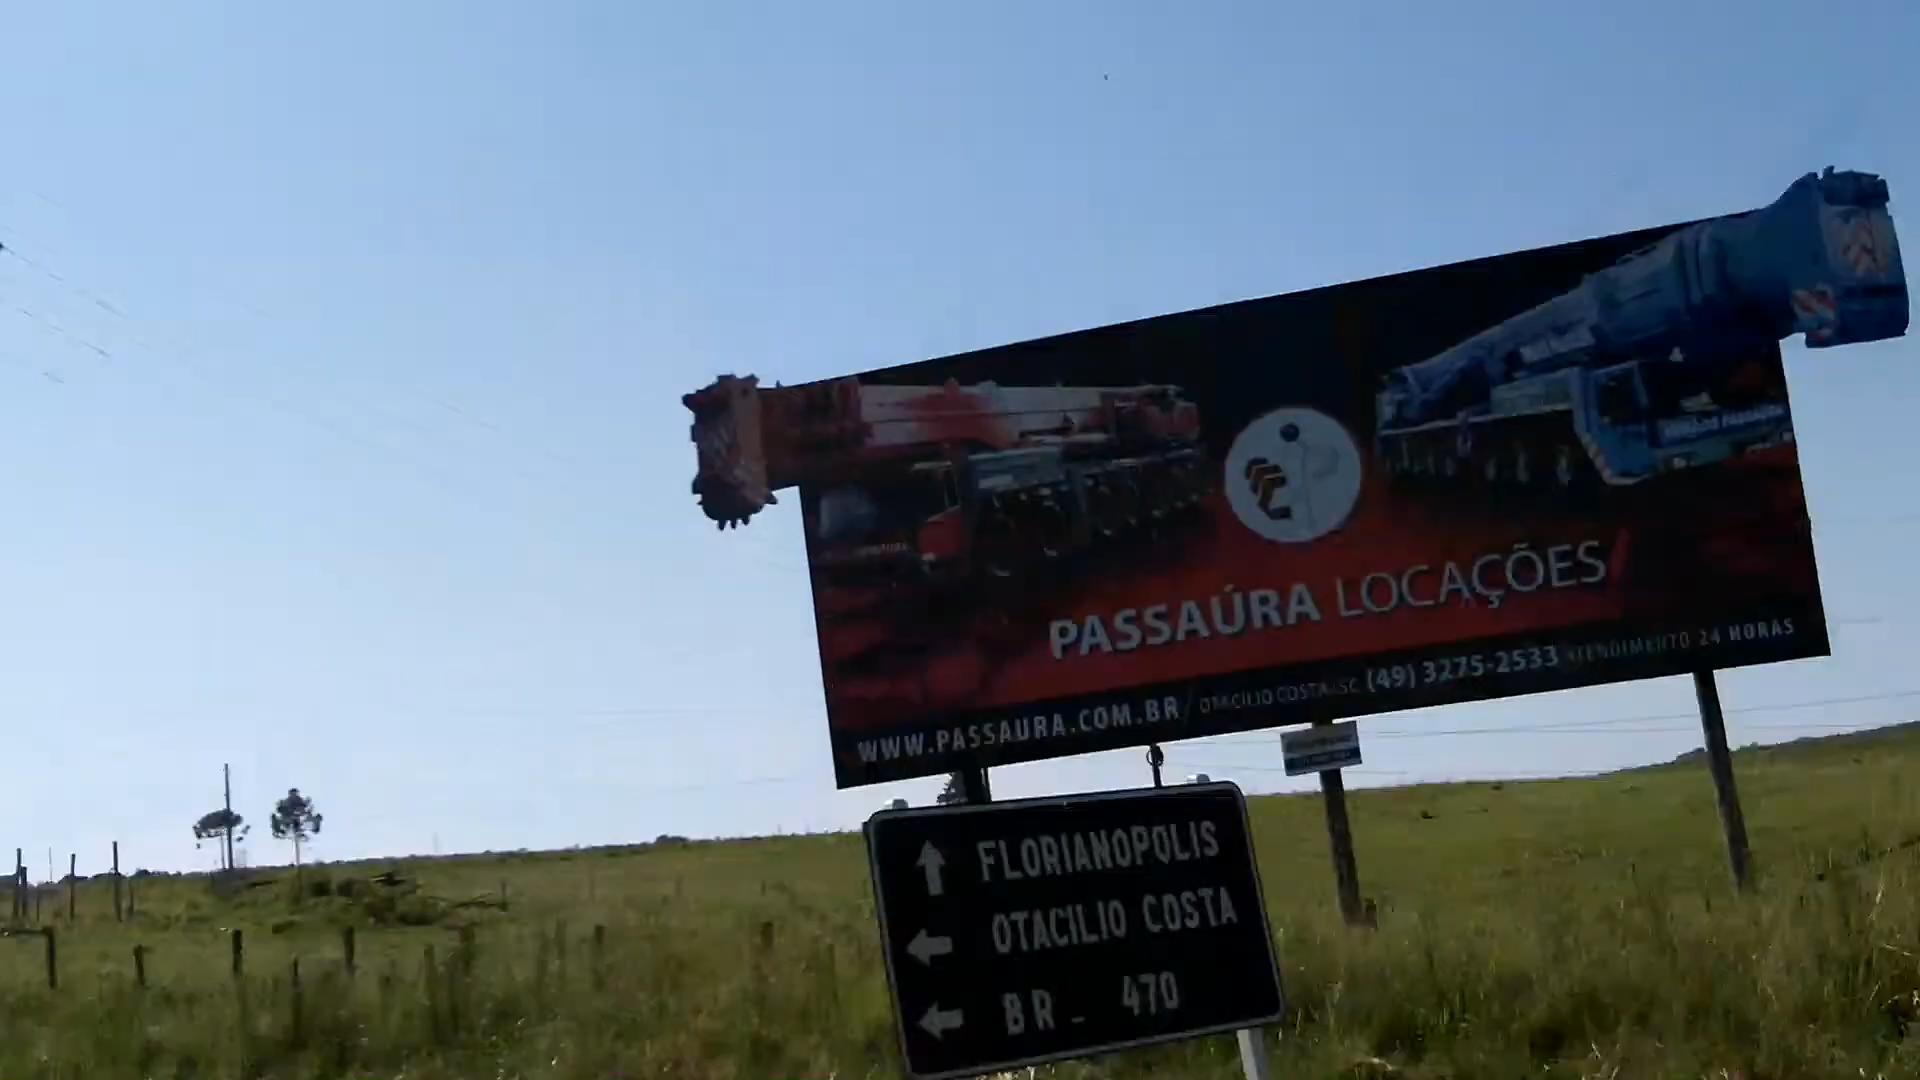 PASSAÚRA LOCAÇÕES
WWW.PASSAURA.COM.BR / OTACÍLIO COSTA - SC (49) 3275-2533 ATENDIMENTO 24 HORAS
FLORIANOPOLIS
OTACILIO COSTA
BR - 470